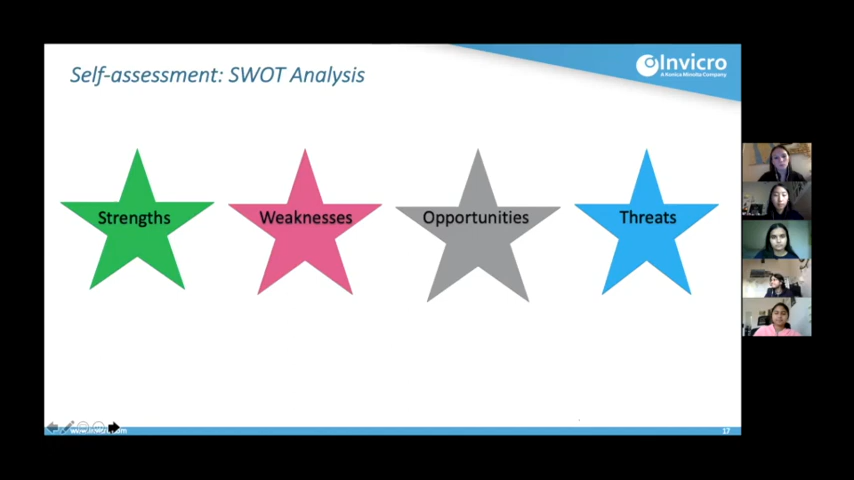 Self-assessment: SWOT Analysis
Invicro
A Konica Minolta Company
Strengths
Weaknesses
Opportunities
Threats
17